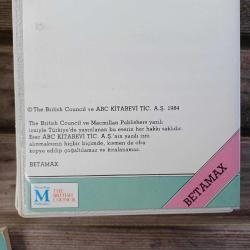 © The British Council ve ABC KİTABEVİ TİC. A.Ş. 1984
The British Council ve Macmillan Publishers yazılı
izniyle Türkiye'de yayınlanan bu eserin her hakkı saklıdır.
Eser ABC KİTABEVİ TİC. A.Ş.'nin yazılı izni
alınmaksızın hiçbir biçimde, kısmen de olsa
kopye edilip çoğaltılamaz ve kiralanamaz.
BETAMAX
BETAMAX
M
THE
BRITISH
COUNCIL